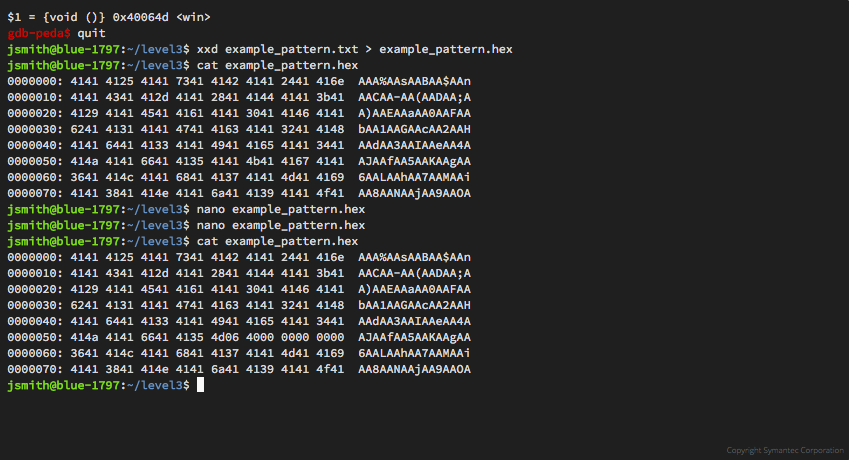 $1 = {void ()} 0x40064d <win>
gdb-peda$ quit
jsmith@blue-1797:~/level3$ xxd example_pattern.txt > example_pattern.hex
jsmith@blue-1797:~/level3$ cat example_pattern.hex
0000000: 4141 4125 4141 7341 4142 4141 2441 416e  AAA%AAsAABAA$AAn
0000010: 4141 4341 412d 4141 2841 4144 4141 3b41  AACAA-AA(AADAA;A
0000020: 4129 4141 4541 4161 4141 3041 4146 4141  A)AAEAAaAA0AAFAA
0000030: 6241 4131 4141 4741 4163 4141 3241 4148  bAA1AAGAAcAA2AAH
0000040: 4141 6441 4133 4141 4941 4165 4141 3441  AAdAA3AAIAAeAA4A
0000050: 414a 4141 6641 4135 4141 4b41 4167 4141  AJAAfAA5AAKAAgAA
0000060: 3641 414c 4141 6841 4137 4141 4d41 4169  6AALAAhAA7AAMAAi
0000070: 4141 3841 414e 4141 6a41 4139 4141 4f41  AA8AANAAjAA9AAOA
jsmith@blue-1797:~/level3$ nano example_pattern.hex
jsmith@blue-1797:~/level3$ nano example_pattern.hex
jsmith@blue-1797:~/level3$ cat example_pattern.hex
0000000: 4141 4125 4141 7341 4142 4141 2441 416e  AAA%AAsAABAA$AAn
0000010: 4141 4341 412d 4141 2841 4144 4141 3b41  AACAA-AA(AADAA;A
0000020: 4129 4141 4541 4161 4141 3041 4146 4141  A)AAEAAaAA0AAFAA
0000030: 6241 4131 4141 4741 4163 4141 3241 4148  bAA1AAGAAcAA2AAH
0000040: 4141 6441 4133 4141 4941 4165 4141 3441  AAdAA3AAIAAeAA4A
0000050: 414a 4141 6641 4135 4d06 4000 0000 0000  AJAAfAA5AAKAAgAA
0000060: 3641 414c 4141 6841 4137 4141 4d41 4169  6AALAAhAA7AAMAAi
0000070: 4141 3841 414e 4141 6a41 4139 4141 4f41  AA8AANAAjAA9AAOA
jsmith@blue-1797:~/level3$
Copyright Symantec Corporation